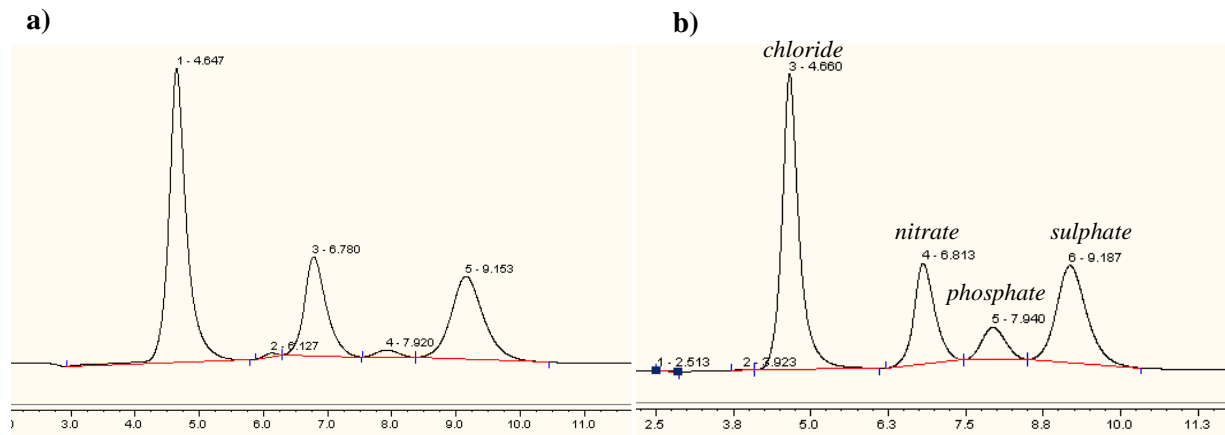 a)
1 - 4.647
2 - 6.127
3 - 6.780
4 - 7.920
5 - 9.153
3.0 4.0 5.0 6.0 7.0 8.0 9.0 10.0 11.0
b)
chloride
3 - 4.660
nitrate
4 - 6.813
phosphate
5 - 7.940
sulphate
6 - 9.187
1 - 2.513
2 - 3.923
2.5 3.8 5.0 6.3 7.5 8.8 10.0 11.3